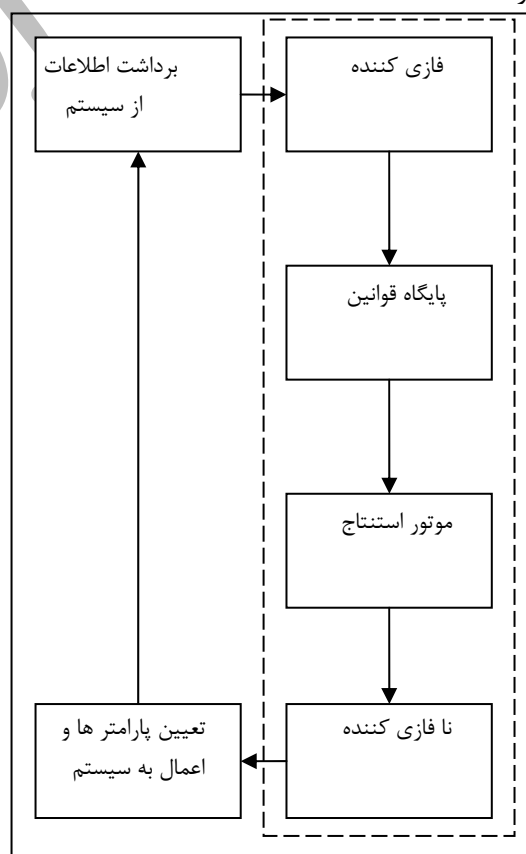 برداشت اطلاعات
از سیستم
فازی کننده
پایگاه قوانین
موتور استنتاج
نا فازی کننده
تعیین پارامتر ها و
اعمال به سیستم